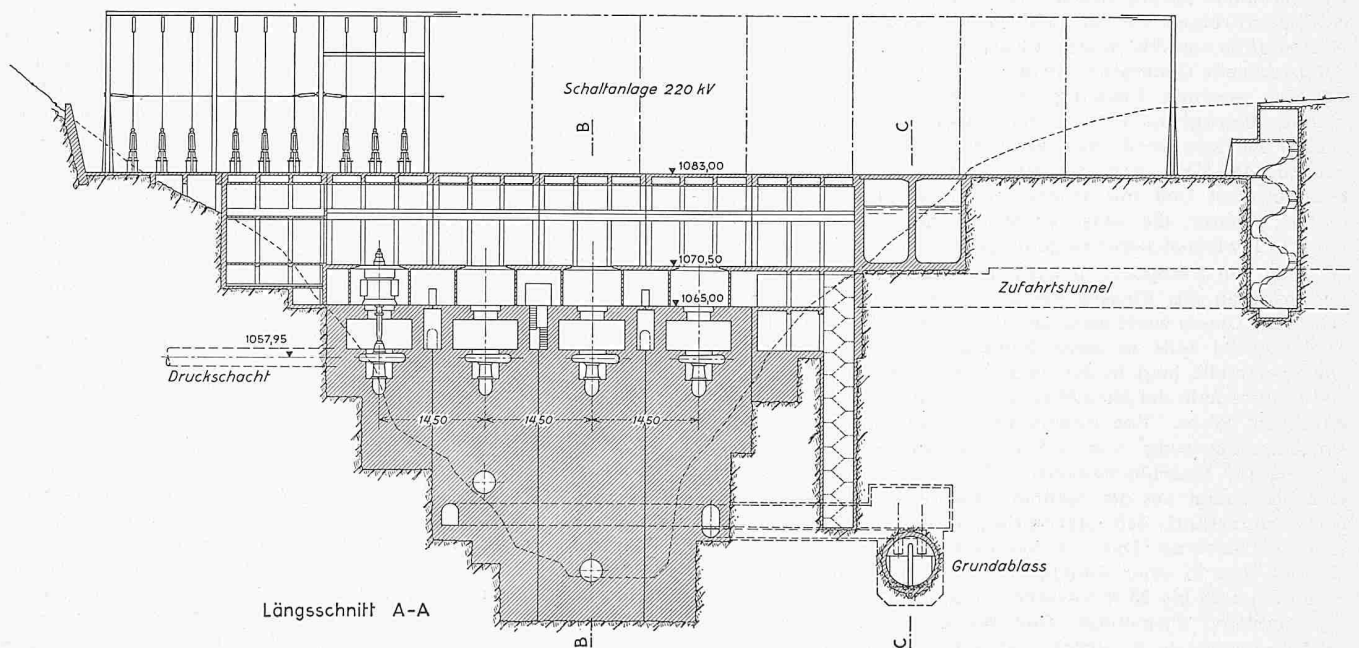 Schaltanlage 220 kV
B
C
1083,00
1070,50
Zufahrtstunnel
1065,00
1057,95
Druckschacht
14,50
14,50
14,50
Grundablass
Längsschnitt A-A
B
C